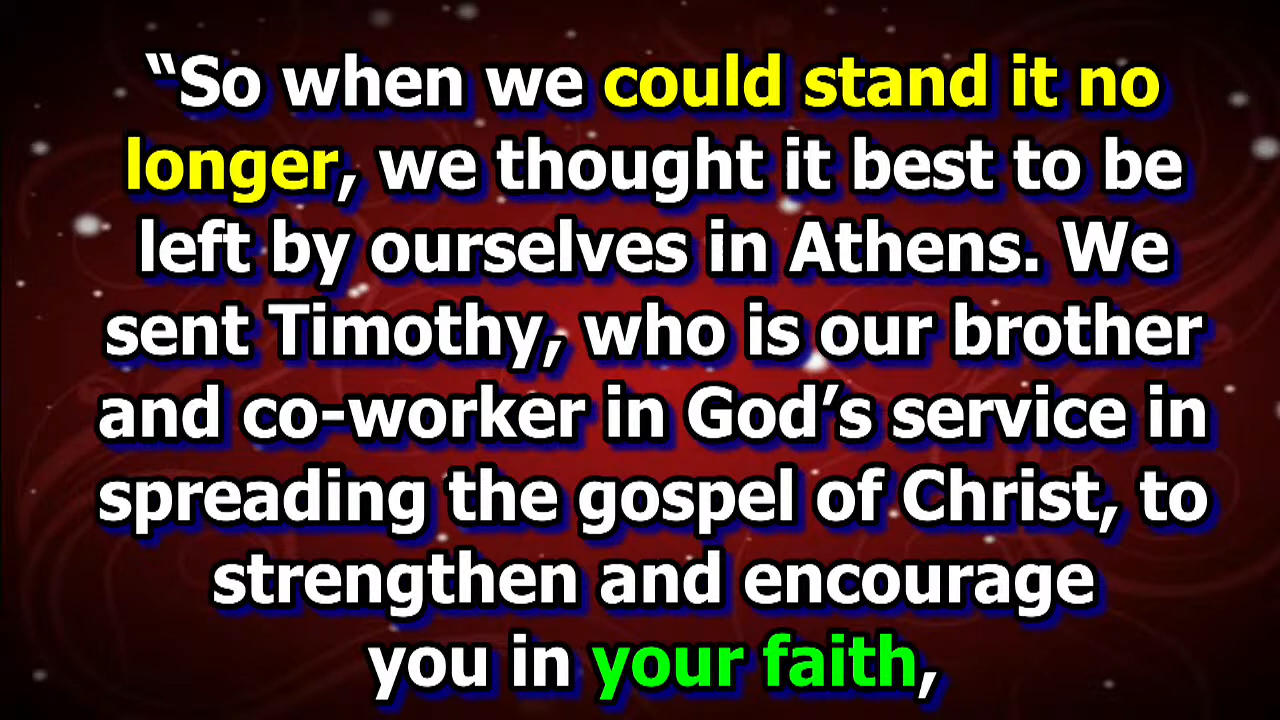 “So when we could stand it no
longer, we thought it best to be
left by ourselves in Athens. We
sent Timothy, who is our brother
and co-worker in God’s service in
spreading the gospel of Christ, to
strengthen and encourage
you in your faith,